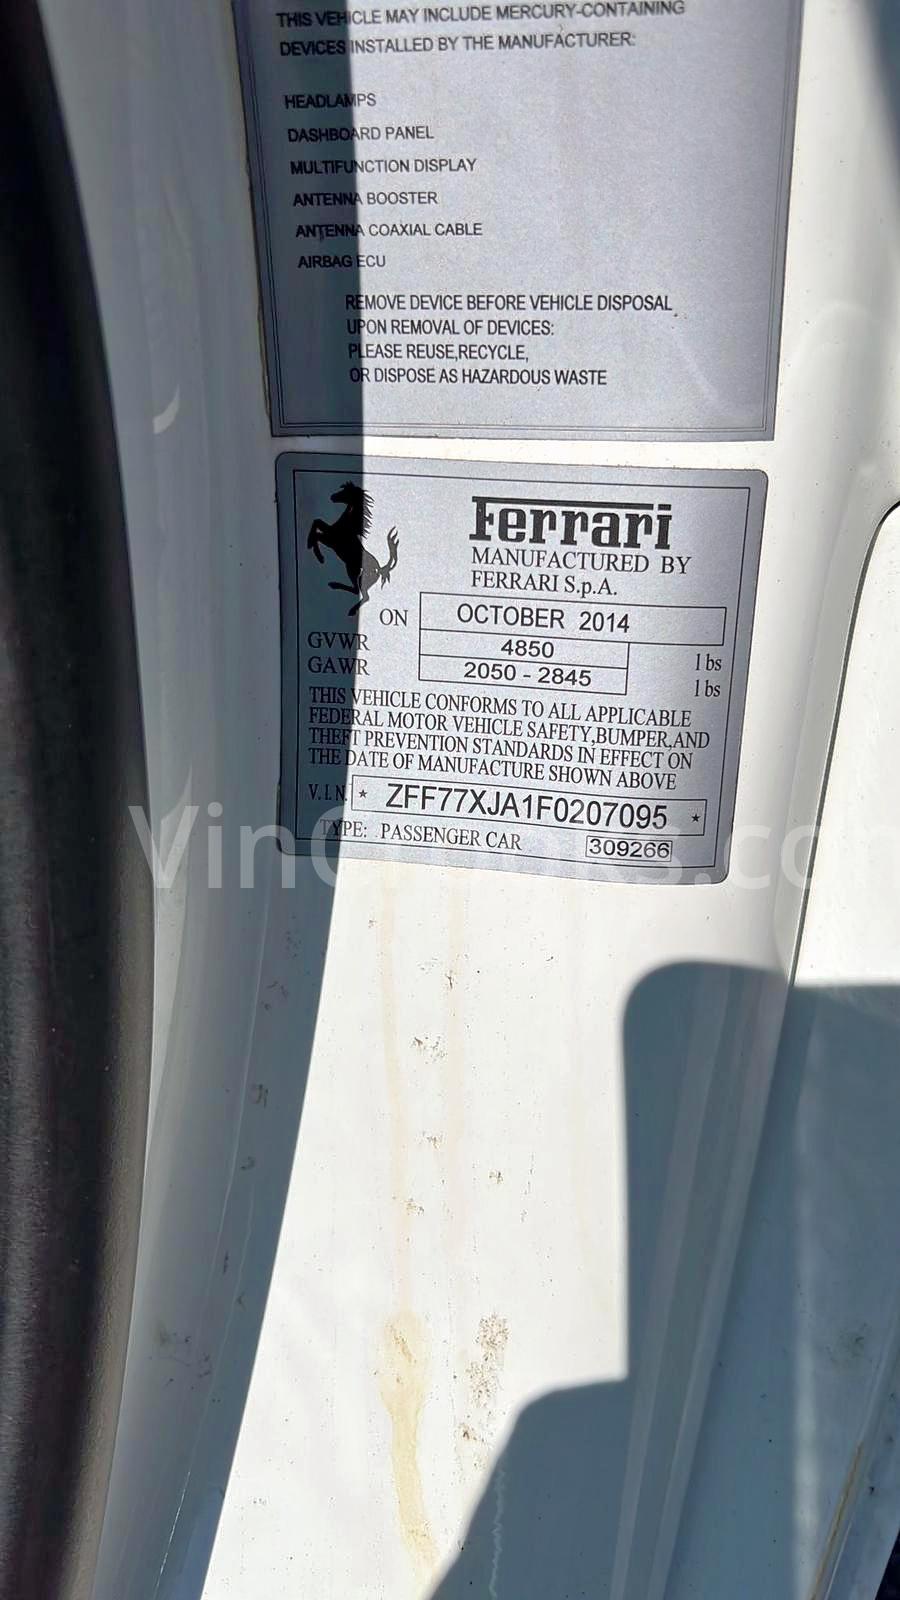 THIS VEHICLE MAY INCLUDE MERCURY-CONTAINING
DEVICES INSTALLED BY THE MANUFACTURER:
HEADLAMPS
DASHBOARD PANEL
MULTIFUNCTION DISPLAY
ANTENNA BOOSTER
ANTENNA COAXIAL CABLE
AIRBAG ECU
REMOVE DEVICE BEFORE VEHICLE DISPOSAL
UPON REMOVAL OF DEVICES:
PLEASE REUSE,RECYCLE,
OR DISPOSE AS HAZARDOUS WASTE
Ferrari
MANUFACTURED BY
FERRARI S.p.A.
ON OCTOBER 2014
GVWR 4850 lbs
GAWR 2050 - 2845 lbs
THIS VEHICLE CONFORMS TO ALL APPLICABLE
FEDERAL MOTOR VEHICLE SAFETY,BUMPER,AND
THEFT PREVENTION STANDARDS IN EFFECT ON
THE DATE OF MANUFACTURE SHOWN ABOVE
V.I.N. * ZFF77XJA1F0207095 *
TYPE: PASSENGER CAR 309266